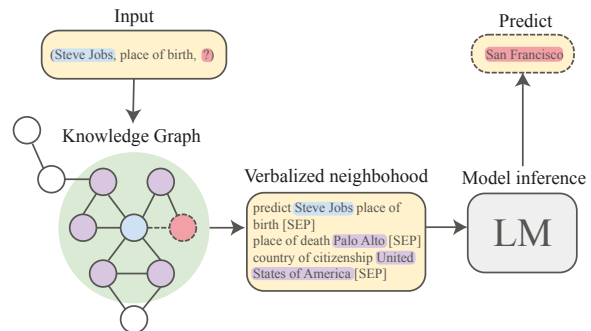 Input
(Steve Jobs, place of birth, ?)
Knowledge Graph
Verbalized neighbohood
predict Steve Jobs place of
birth [SEP]
place of death Palo Alto [SEP]
country of citizenship United
States of America [SEP]
Model inference
LM
Predict
San Francisco